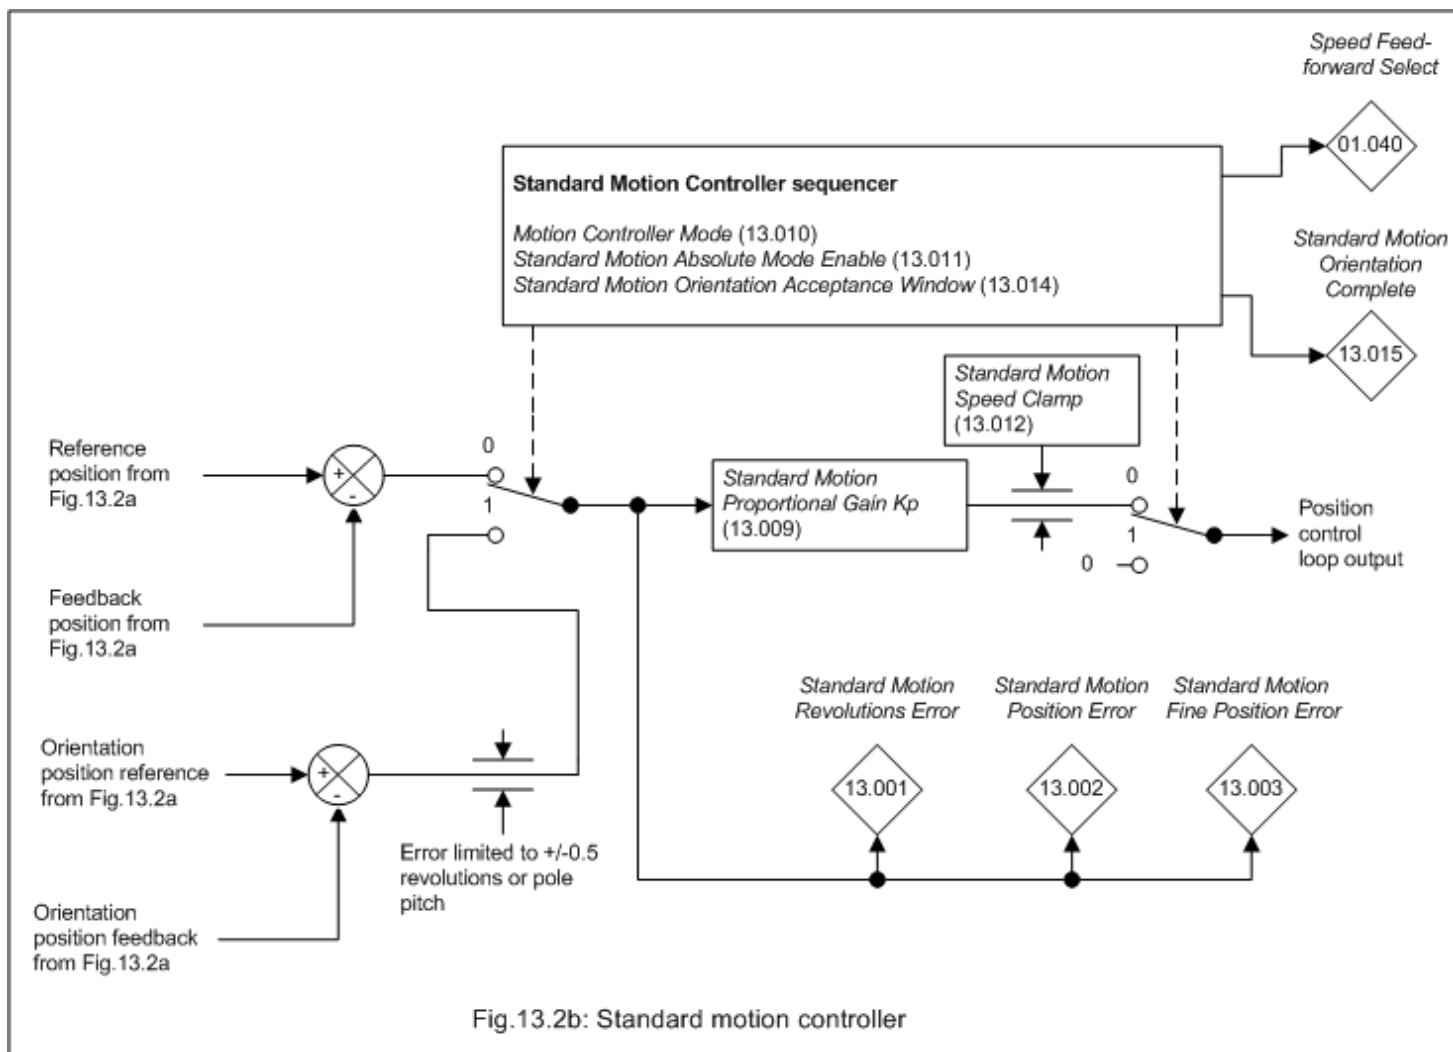 Speed Feed-
forward Select
01.040
Standard Motion Controller sequencer
Motion Controller Mode (13.010)
Standard Motion Absolute Mode Enable (13.011)
Standard Motion Orientation Acceptance Window (13.014)
Standard Motion
Orientation
Complete
13.015
Standard Motion
Speed Clamp
(13.012)
Reference
position from
Fig.13.2a
+
-
0
1
Standard Motion
Proportional Gain Kp
(13.009)
0
1
0
Position
control
loop output
Feedback
position from
Fig.13.2a
Standard Motion
Revolutions Error
Standard Motion
Position Error
Standard Motion
Fine Position Error
13.001
13.002
13.003
Orientation
position reference
from Fig.13.2a
+
-
Error limited to +/-0.5
revolutions or pole
pitch
Orientation
position feedback
from Fig.13.2a
Fig.13.2b: Standard motion controller